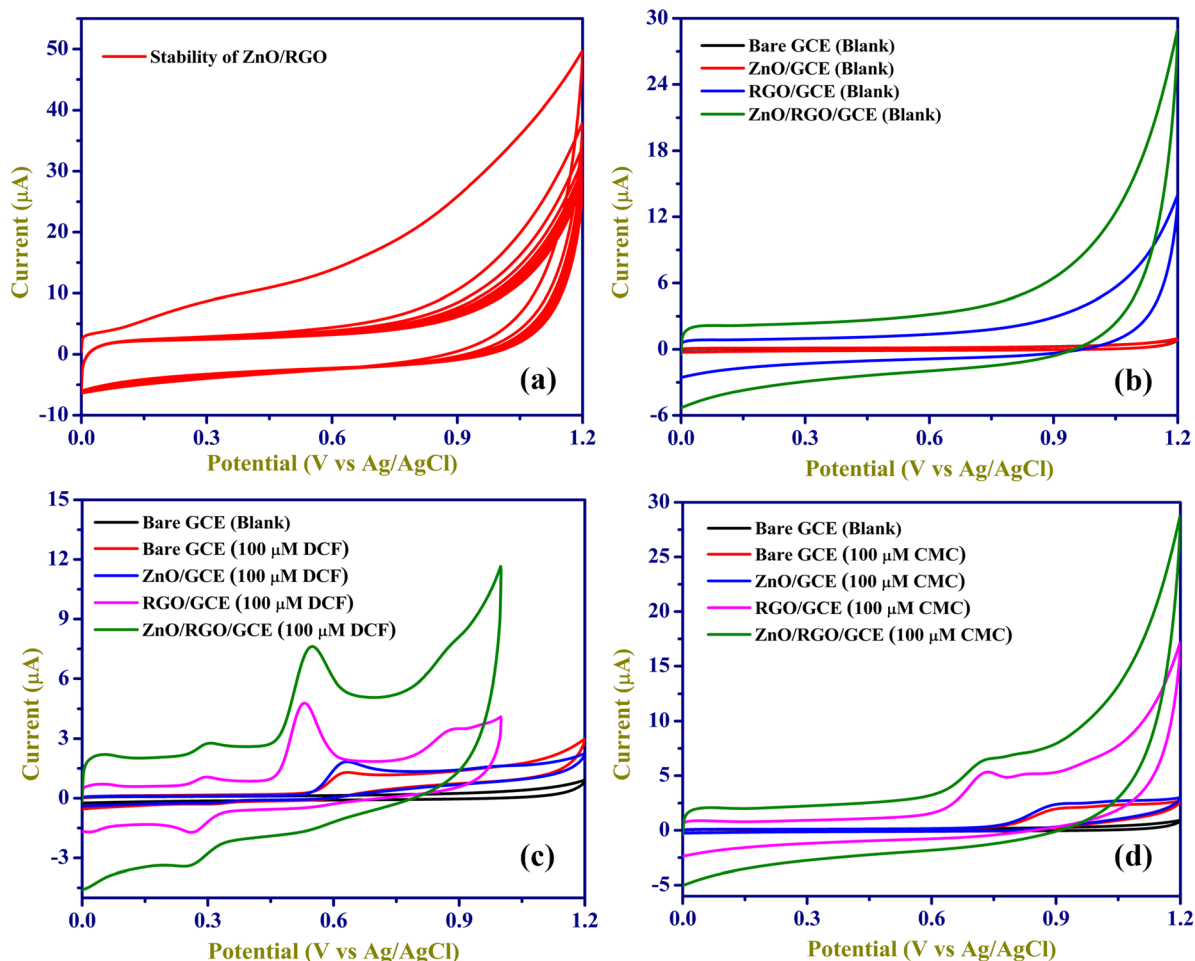 Stability of ZnO/RGO
50
40
30
20
10
0
-10
Current (μA)
0.0 0.3 0.6 0.9 1.2
Potential (V vs Ag/AgCl)
(a)
Bare GCE (Blank)
ZnO/GCE (Blank)
RGO/GCE (Blank)
ZnO/RGO/GCE (Blank)
30
24
18
12
6
0
-6
Current (μA)
0.0 0.3 0.6 0.9 1.2
Potential (V vs Ag/AgCl)
(b)
Bare GCE (Blank)
Bare GCE (100 μM DCF)
ZnO/GCE (100 μM DCF)
RGO/GCE (100 μM DCF)
ZnO/RGO/GCE (100 μM DCF)
15
12
9
6
3
0
-3
Current (μA)
0.0 0.3 0.6 0.9 1.2
Potential (V vs Ag/AgCl)
(c)
Bare GCE (Blank)
Bare GCE (100 μM CMC)
ZnO/GCE (100 μM CMC)
RGO/GCE (100 μM CMC)
ZnO/RGO/GCE (100 μM CMC)
30
25
20
15
10
5
0
-5
Current (μA)
0.0 0.3 0.6 0.9 1.2
Potential (V vs Ag/AgCl)
(d)